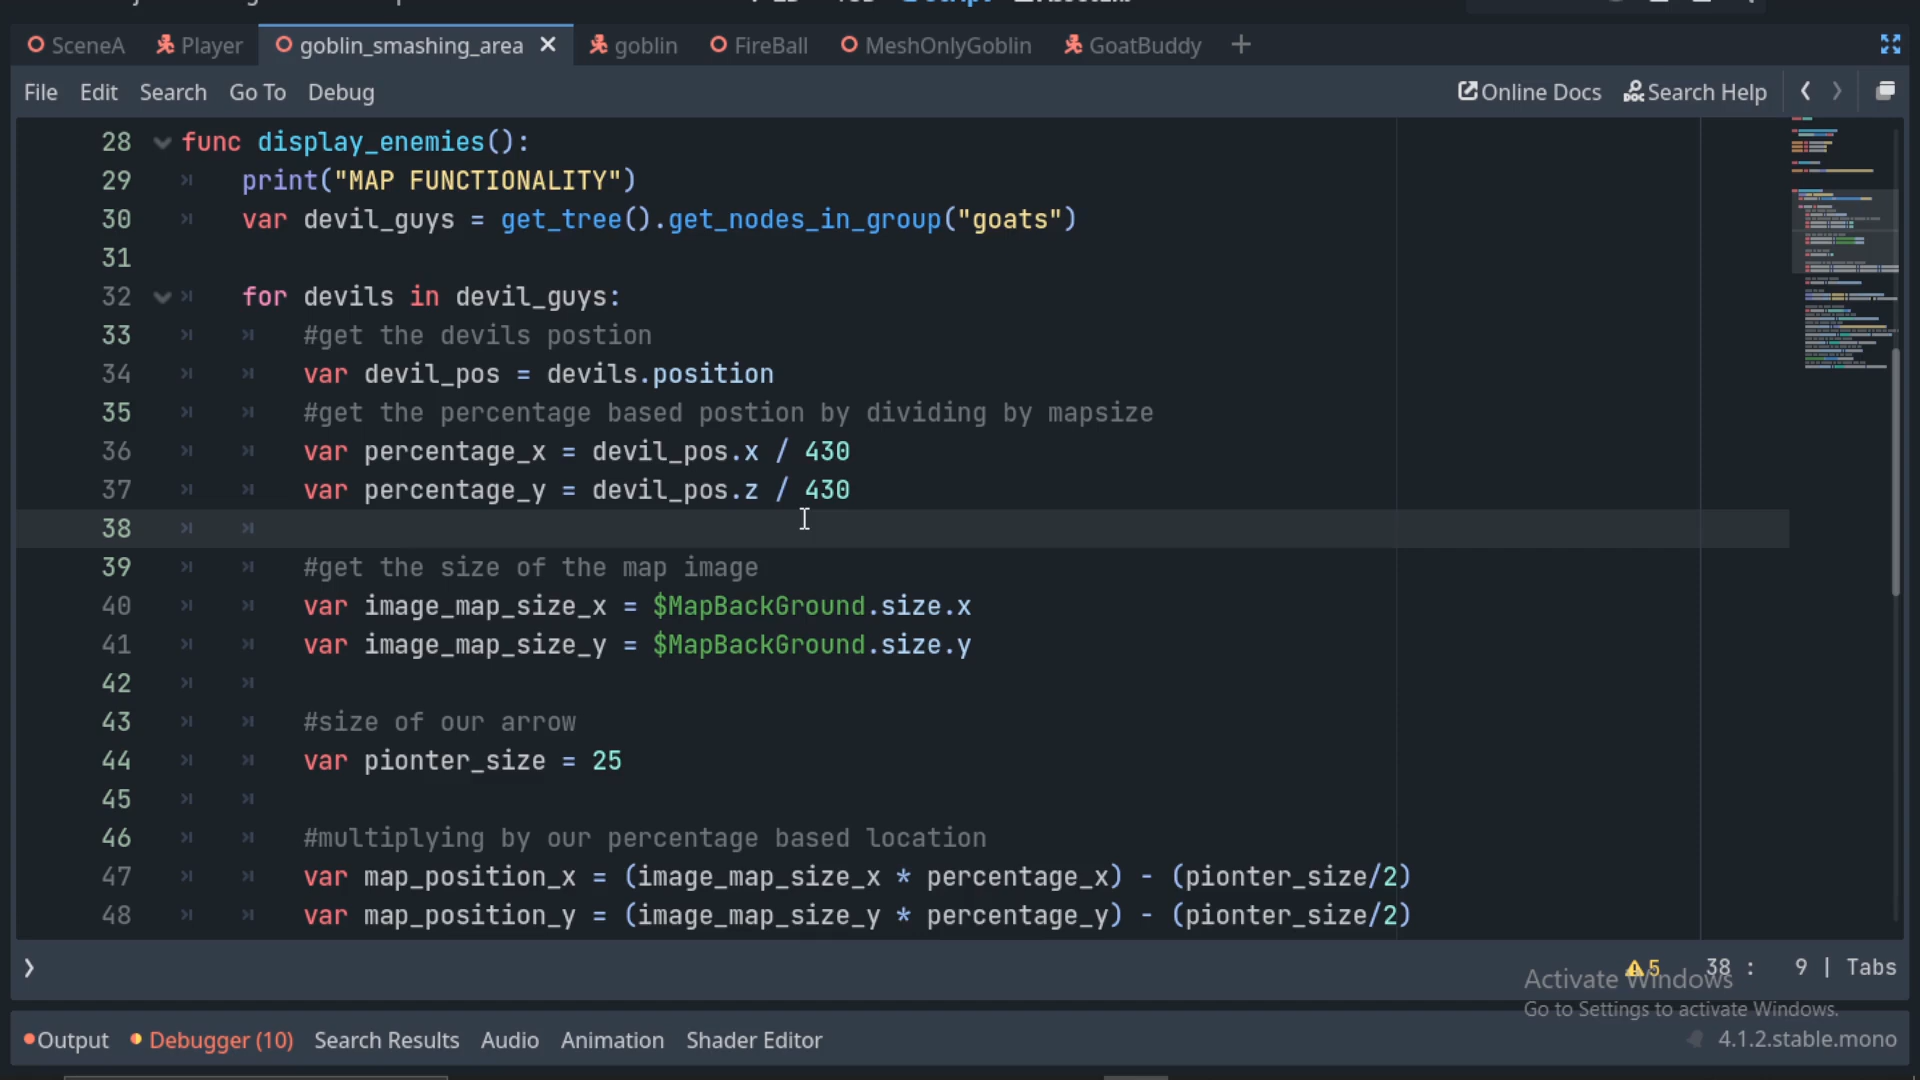 SceneA Player goblin_smashing_area goblin FireBall MeshOnlyGoblin GoatBuddy
File Edit Search Go To Debug Online Docs Search Help
28 func display_enemies():
29 print("MAP FUNCTIONALITY")
30 var devil_guys = get_tree().get_nodes_in_group("goats")
31
32 for devils in devil_guys:
33 #get the devils postion
34 var devil_pos = devils.position
35 #get the percentage based postion by dividing by mapsize
36 var percentage_x = devil_pos.x / 430
37 var percentage_y = devil_pos.z / 430
38
39 #get the size of the map image
40 var image_map_size_x = $MapBackGround.size.x
41 var image_map_size_y = $MapBackGround.size.y
42
43 #size of our arrow
44 var pionter_size = 25
45
46 #multiplying by our percentage based location
47 var map_position_x = (image_map_size_x * percentage_x) - (pionter_size/2)
48 var map_position_y = (image_map_size_y * percentage_y) - (pionter_size/2)
5 38 : 9 | Tabs
Activate Windows
Go to Settings to activate Windows.
Output Debugger (10) Search Results Audio Animation Shader Editor 4.1.2.stable.mono